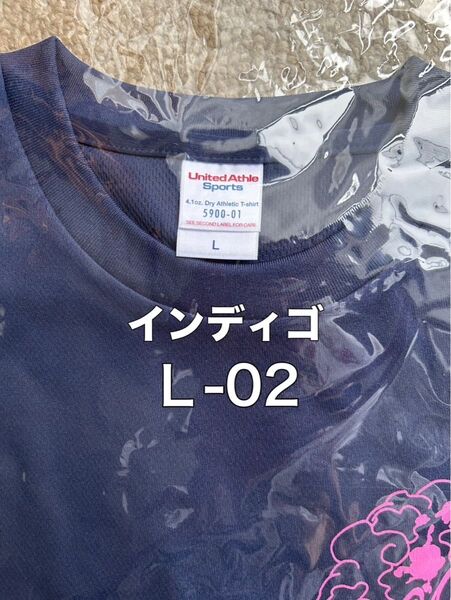 United Athle
Sports
4.1oz. Dry Athletic T-shirt
5900-01
SEE SECOND LABEL FOR CARE
L
インディゴ
L-02